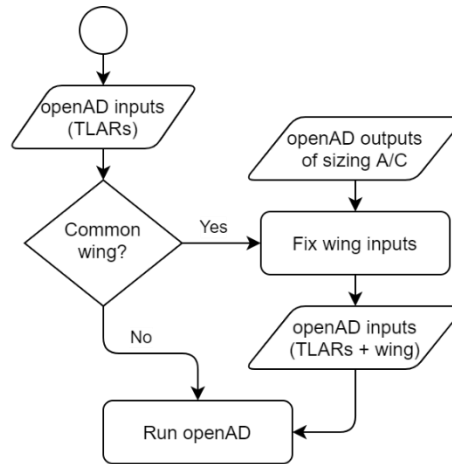 openAD inputs
(TLARs)
openAD outputs
of sizing A/C
Common
wing?
Yes
Fix wing inputs
No
openAD inputs
(TLARs + wing)
Run openAD